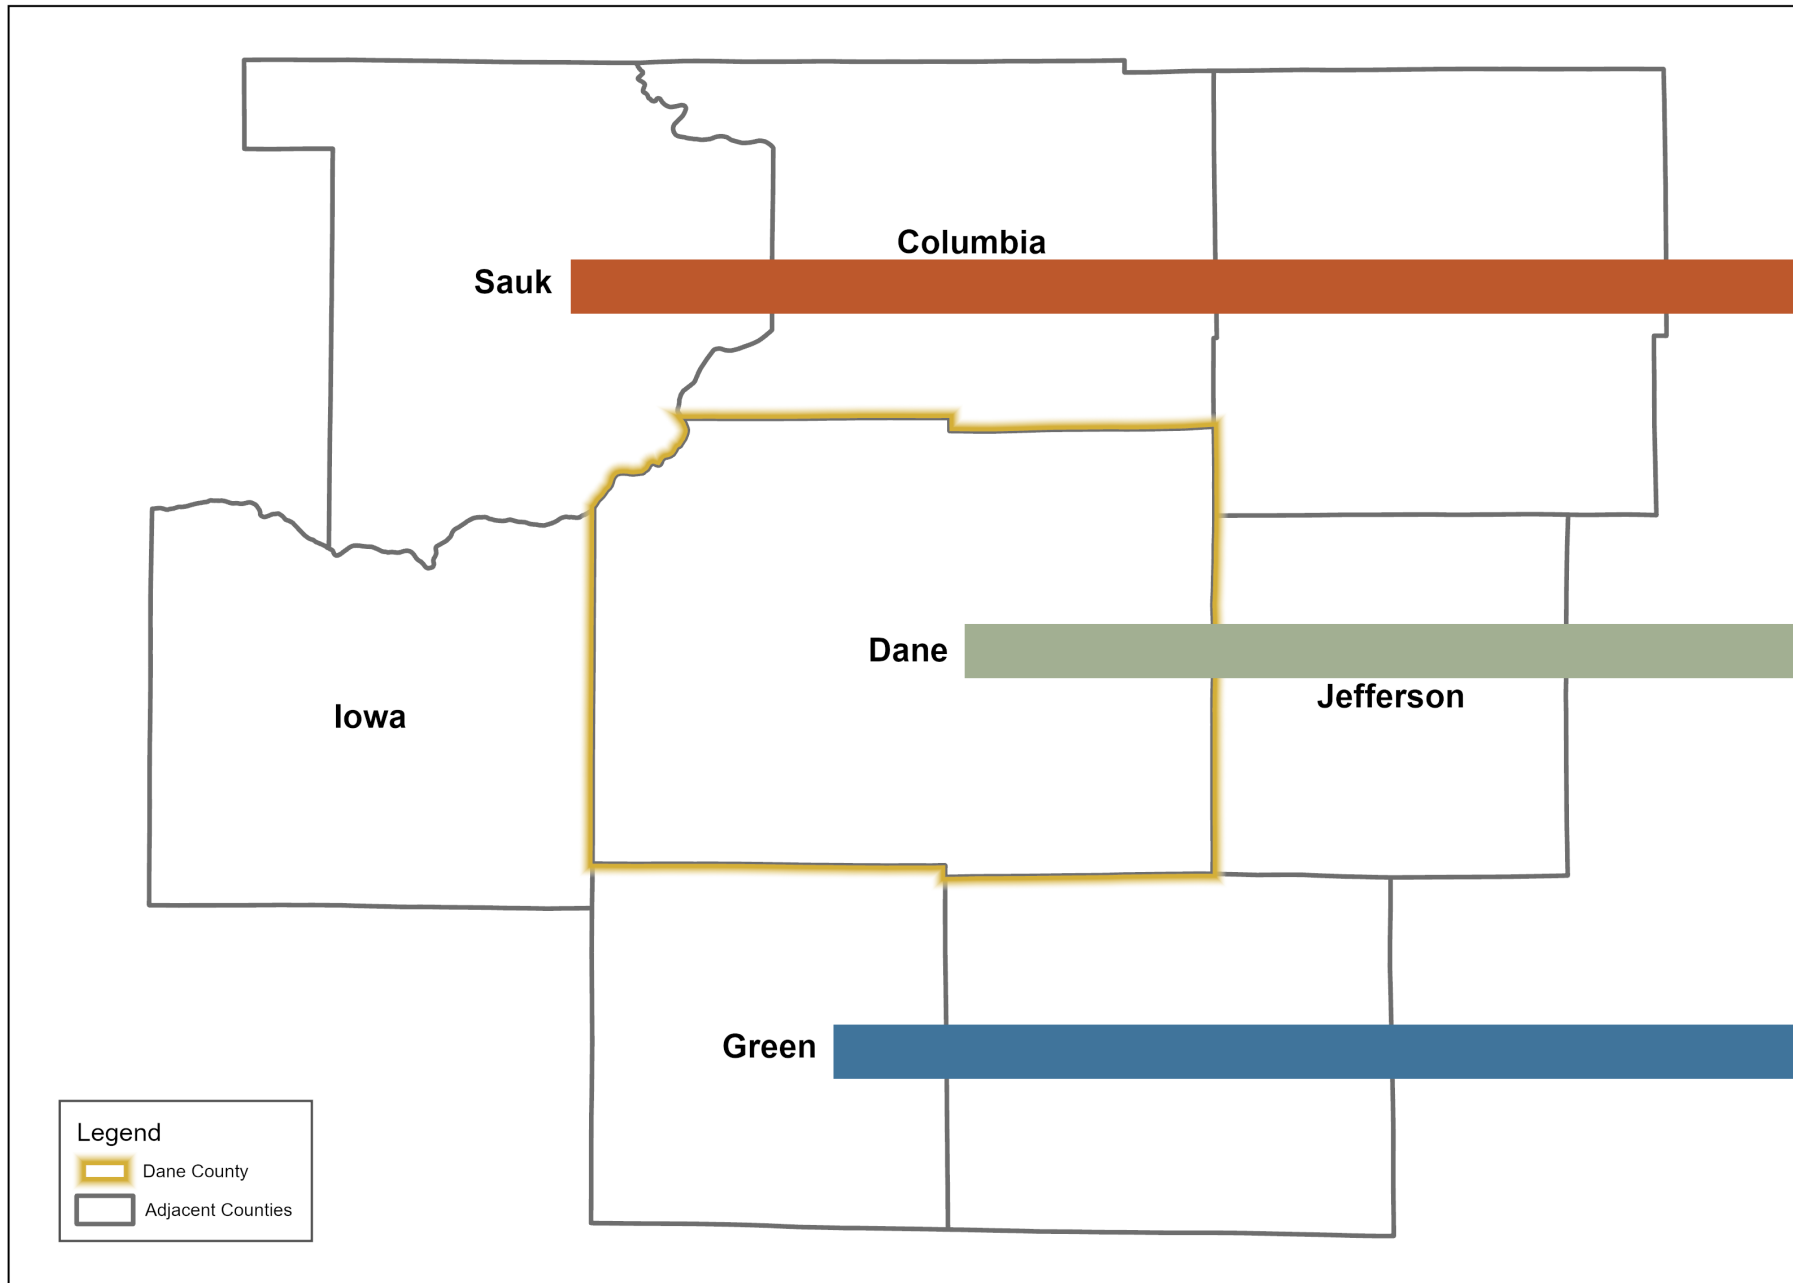 Columbia
Sauk
Dane
Jefferson
Iowa
Green
Legend
Dane County
Adjacent Counties